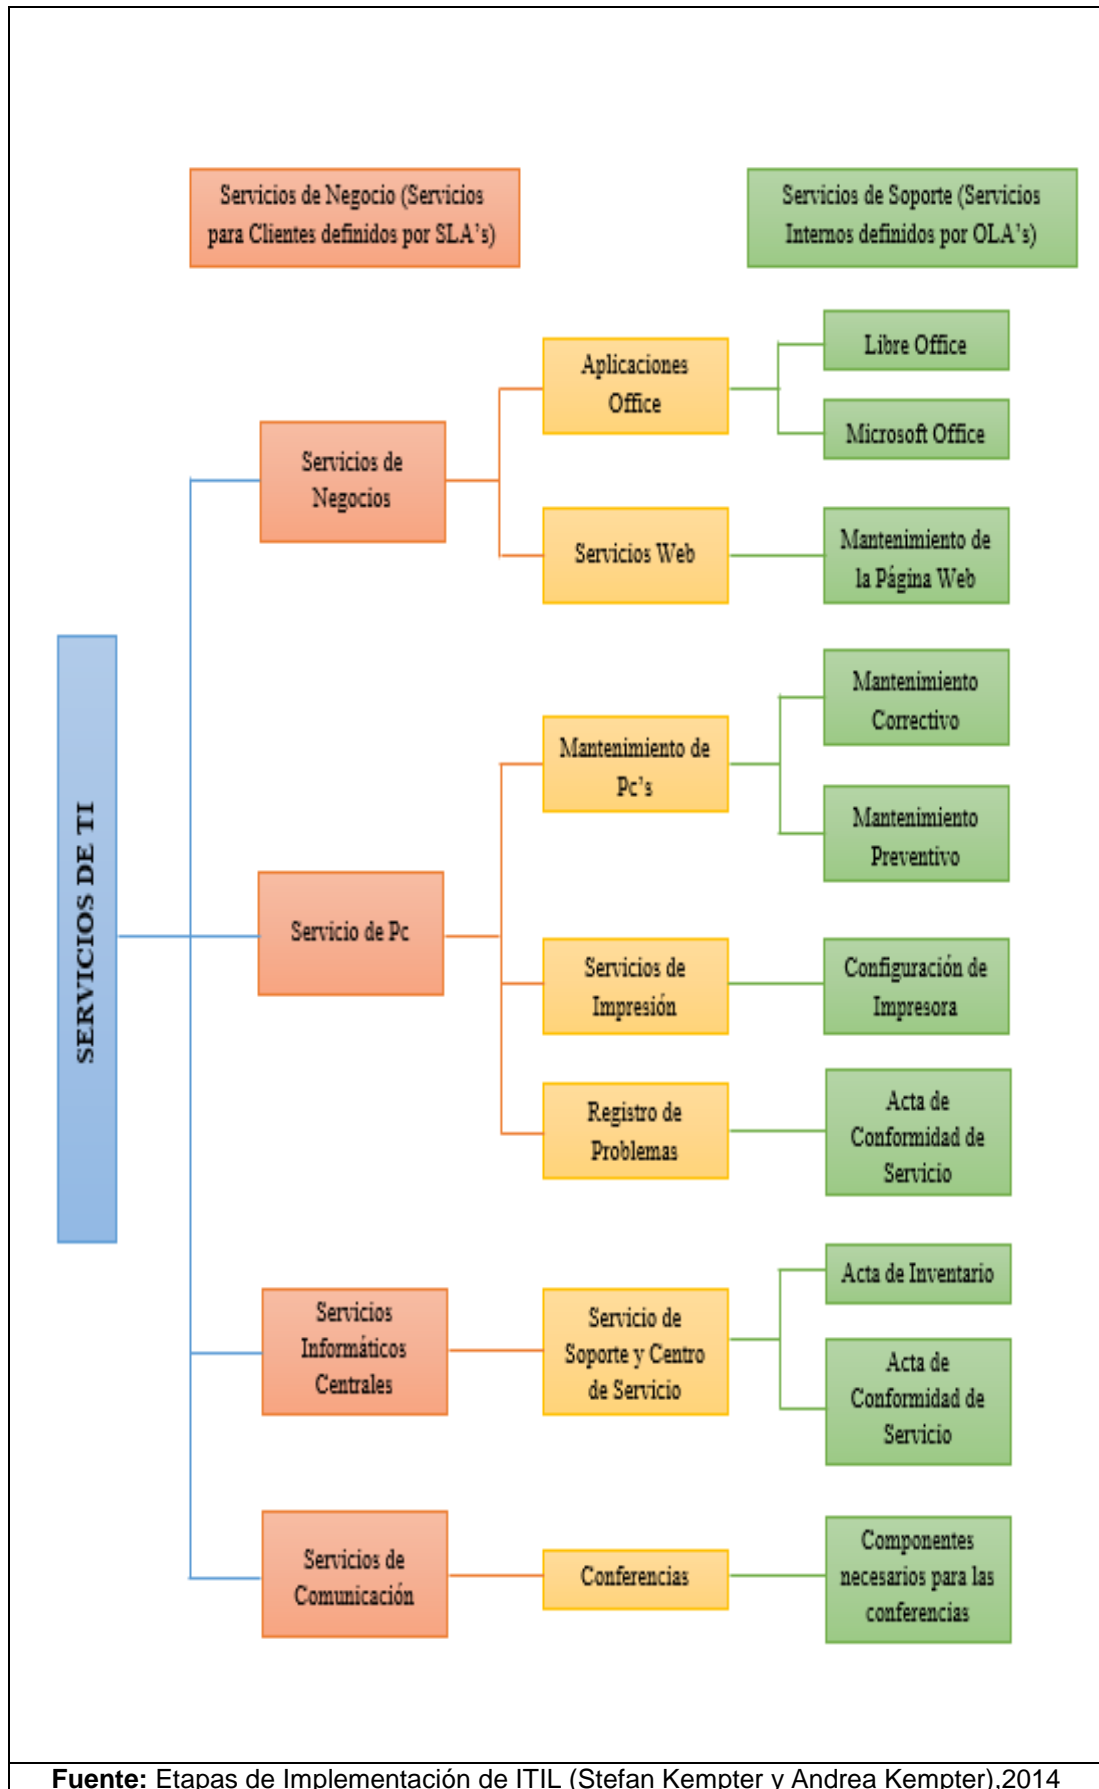 Servicios de Negocio (Servicios
para Clientes definidos por SLA's)
Servicios de Soporte (Servicios
Internos definidos por OLA's)
SERVICIOS DE TI
Servicios de
Negocios
Aplicaciones
Office
Libre Office
Microsoft Office
Servicios Web
Mantenimiento de
la Página Web
Servicio de Pc
Mantenimiento de
Pc's
Mantenimiento
Correctivo
Mantenimiento
Preventivo
Servicios de
Impresión
Configuración de
Impresora
Registro de
Problemas
Acta de
Conformidad de
Servicio
Servicios
Informáticos
Centrales
Servicio de
Soporte y Centro
de Servicio
Acta de Inventario
Acta de
Conformidad de
Servicio
Servicios de
Comunicación
Conferencias
Componentes
necesarios para las
conferencias
Fuente: Etapas de Implementación de ITIL (Stefan Kempter y Andrea Kempter),2014